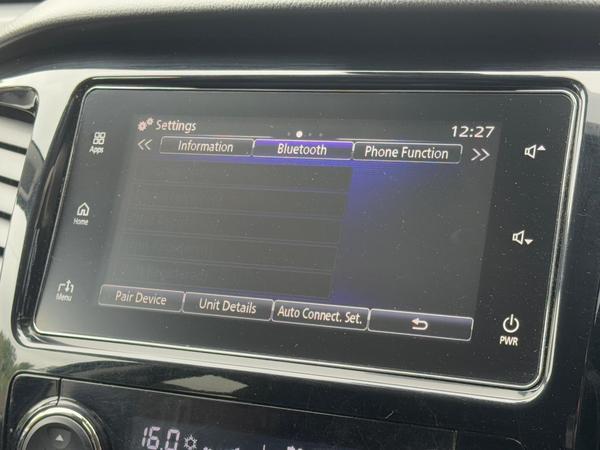 Settings
12:27
Apps
<< Information Bluetooth Phone Function >>
Home
Menu
Pair Device Unit Details Auto Connect. Set.
PWR
16.0